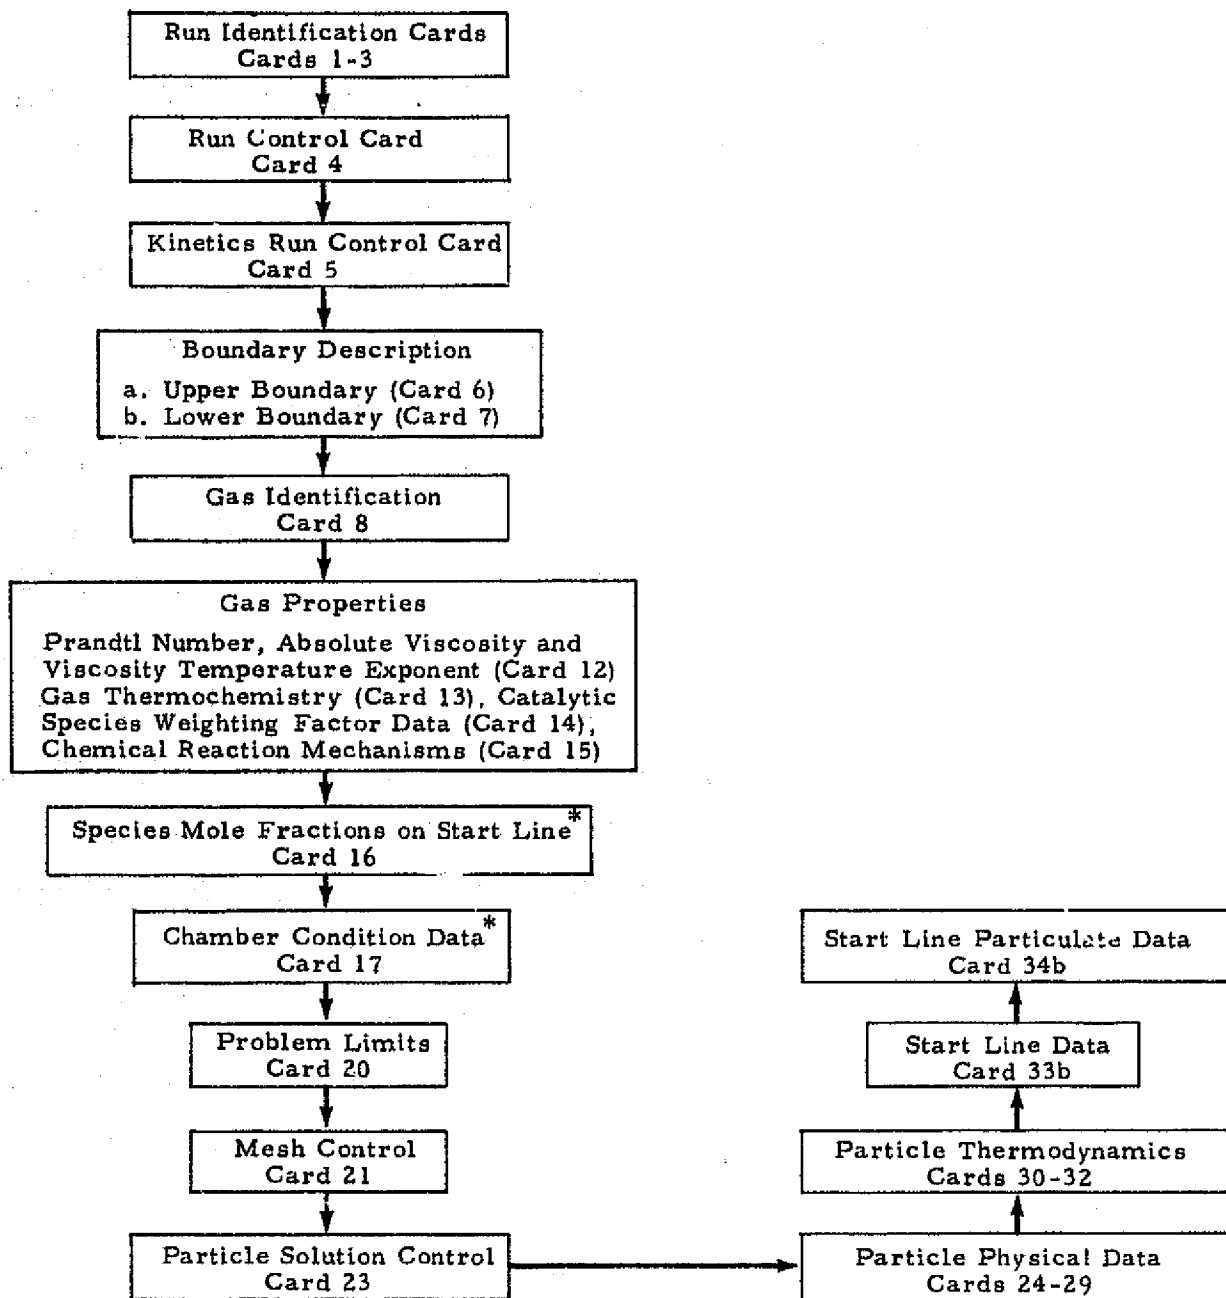 Run Identification Cards
Cards 1-3
Run Control Card
Card 4
Kinetics Run Control Card
Card 5
Boundary Description
a. Upper Boundary (Card 6)
b. Lower Boundary (Card 7)
Gas Identification
Card 8
Gas Properties
Prandtl Number, Absolute Viscosity and
Viscosity Temperature Exponent (Card 12)
Gas Thermochemistry (Card 13), Catalytic
Species Weighting Factor Data (Card 14),
Chemical Reaction Mechanisms (Card 15)
Species Mole Fractions on Start Line*
Card 16
Chamber Condition Data*
Card 17
Problem Limits
Card 20
Mesh Control
Card 21
Particle Solution Control
Card 23
Particle Physical Data
Cards 24-29
Particle Thermodynamics
Cards 30-32
Start Line Data
Card 33b
Start Line Particulate Data
Card 34b